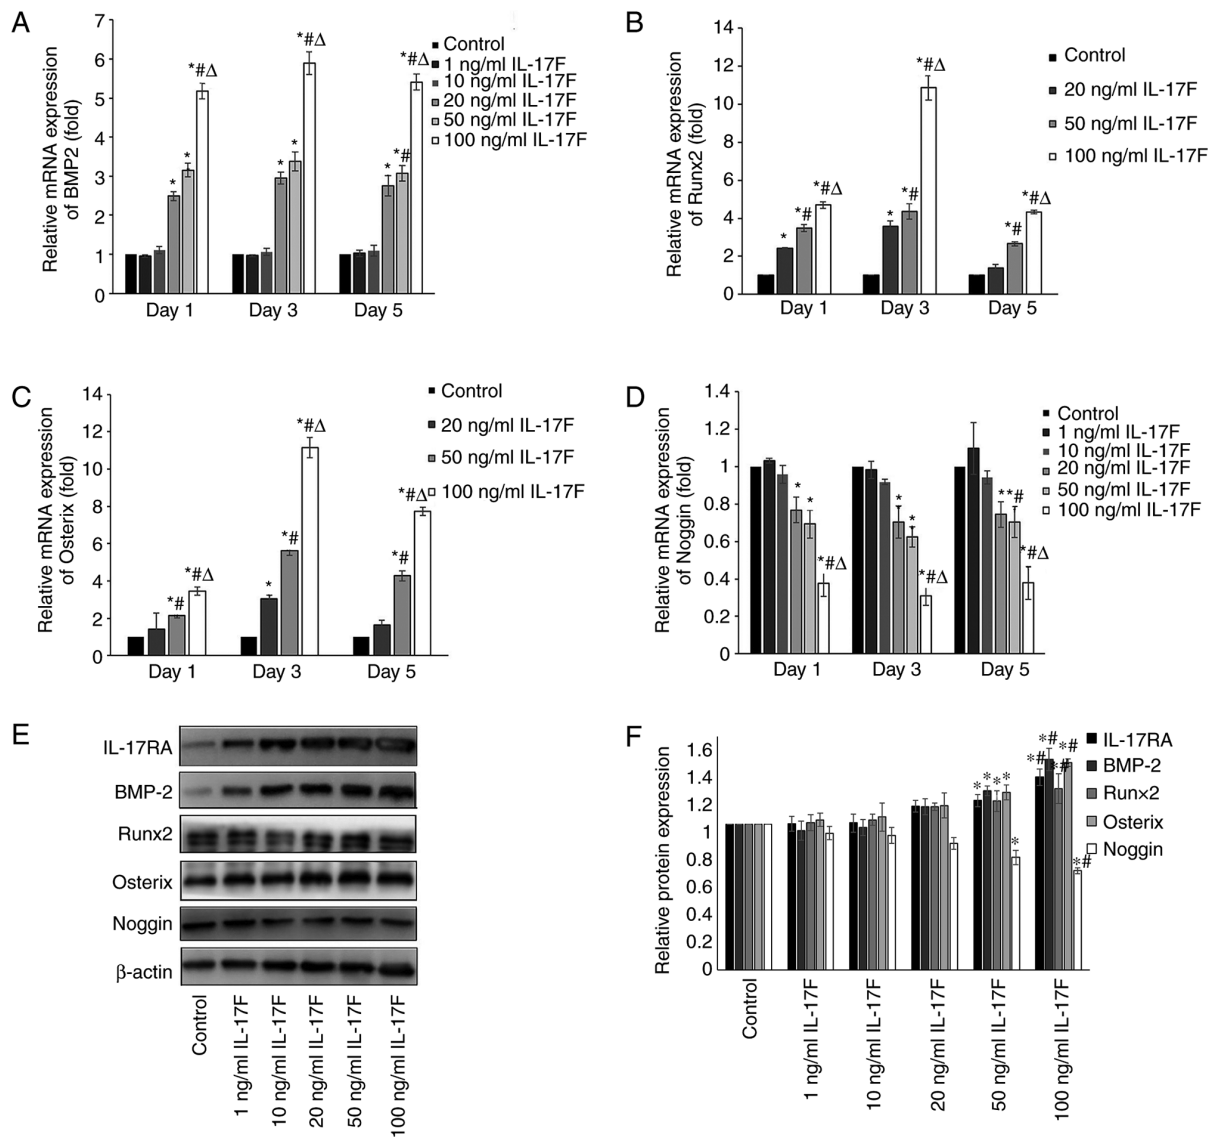 A
Relative mRNA expression
of BMP2 (fold)
7
6
5
4
3
2
1
0
*#Δ
*
*
*#Δ
*
*
*#Δ
*
*#
Day 1
Day 3
Day 5
Control
1 ng/ml IL-17F
10 ng/ml IL-17F
20 ng/ml IL-17F
50 ng/ml IL-17F
100 ng/ml IL-17F
B
Relative mRNA expression
of Runx2 (fold)
14
12
10
8
6
4
2
0
*
*#
*#Δ
*
*#
*#Δ
*#
*#Δ
Day 1
Day 3
Day 5
Control
20 ng/ml IL-17F
50 ng/ml IL-17F
100 ng/ml IL-17F
C
Relative mRNA expression
of Osterix (fold)
14
12
10
8
6
4
2
0
*#
*#Δ
*
*#
*#Δ
*#
*#Δ
Day 1
Day 3
Day 5
Control
20 ng/ml IL-17F
50 ng/ml IL-17F
100 ng/ml IL-17F
D
Relative mRNA expression
of Noggin (fold)
1.4
1.2
1
0.8
0.6
0.4
0.2
0
*
*
*#Δ
*
*
*#Δ
**#
*#Δ
Day 1
Day 3
Day 5
Control
1 ng/ml IL-17F
10 ng/ml IL-17F
20 ng/ml IL-17F
50 ng/ml IL-17F
100 ng/ml IL-17F
E
IL-17RA
BMP-2
Runx2
Osterix
Noggin
β-actin
Control
1 ng/ml IL-17F
10 ng/ml IL-17F
20 ng/ml IL-17F
50 ng/ml IL-17F
100 ng/ml IL-17F
F
Relative protein expression
1.6
1.4
1.2
1
0.8
0.6
0.4
0.2
0
*
*
*
*
*
*#
*#
*#
*#
*#
Control
1 ng/ml IL-17F
10 ng/ml IL-17F
20 ng/ml IL-17F
50 ng/ml IL-17F
100 ng/ml IL-17F
IL-17RA
BMP-2
Run×2
Osterix
Noggin